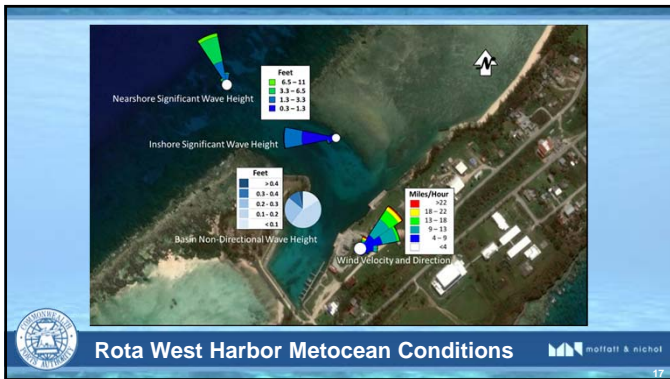 N
Feet
6.5 – 11
3.3 - 6.5
1.3 – 3.3
0.3 - 1.3
Nearshore Significant Wave Height
Inshore Significant Wave Height
Feet
> 0.4
0.3 - 0.4
0.2 - 0.3
0.1 - 0.2
< 0.1
Basin Non-Directional Wave Height
Miles/Hour
>22
18 – 22
13 – 18
9 – 13
4 – 9
<4
Wind Velocity and Direction
COMMONWEALTH
PORTS AUTHORITY
Rota West Harbor Metocean Conditions
moffatt & nichol
17